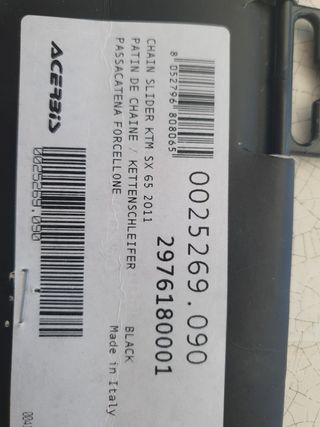 8 052796 808065
0025269.090
2976180001
CHAIN SLIDER KTM SX 65 2011
PATIN DE CHAINE / KETTENSCHLEIFER
PASSACATENA FORCELLONE
BLACK
Made in Italy
ACERBIS
0025269.090